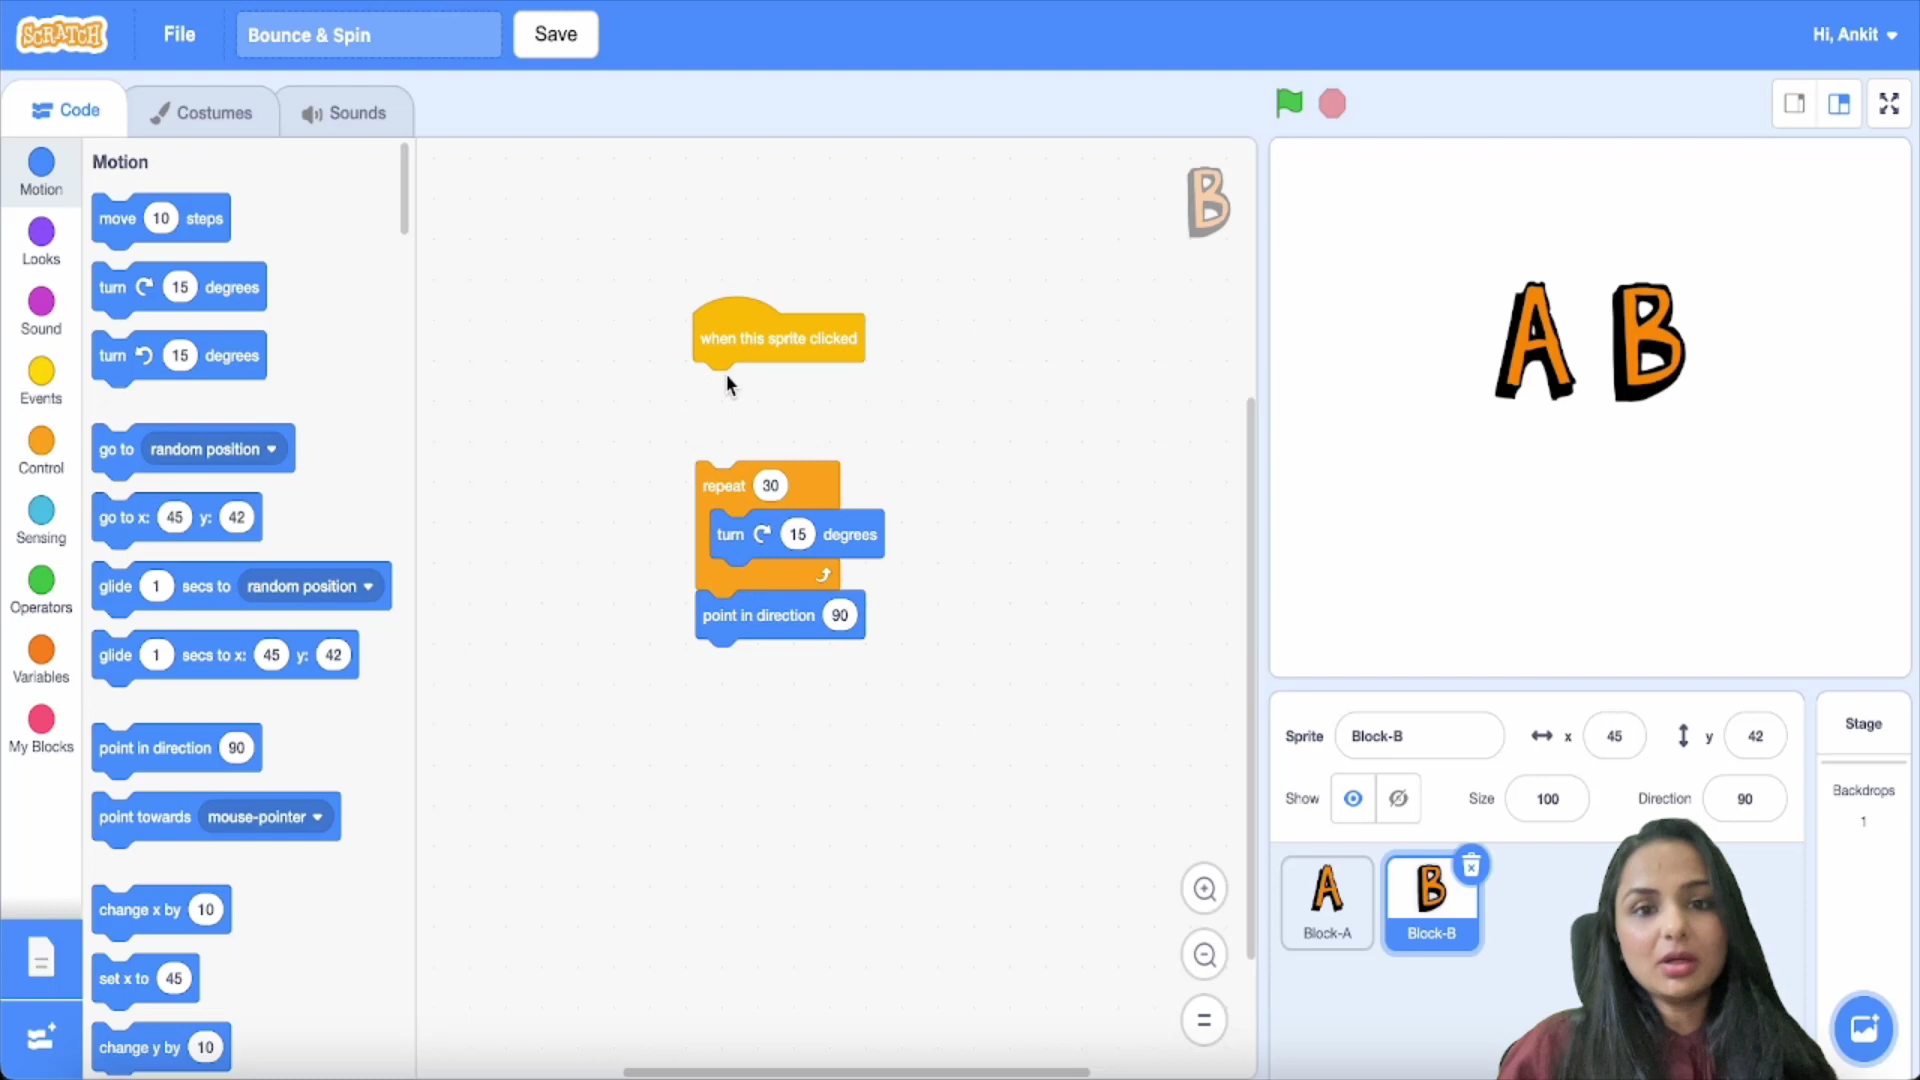 SCRATCH
File
Bounce & Spin
Save
Hi, Ankit
Code
Costumes
Sounds
Motion
Looks
Sound
Events
Control
Sensing
Operators
Variables
My Blocks
Motion
move 10 steps
turn 15 degrees
turn 15 degrees
go to random position
go to x: 45 y: 42
glide 1 secs to random position
glide 1 secs to x: 45 y: 42
point in direction 90
point towards mouse-pointer
change x by 10
set x to 45
change y by 10
B
when this sprite clicked
repeat 30
turn 15 degrees
point in direction 90
A B
Sprite Block-B x 45 y 42
Show Size 100 Direction 90
A
Block-A
B
Block-B
Stage
Backdrops
1